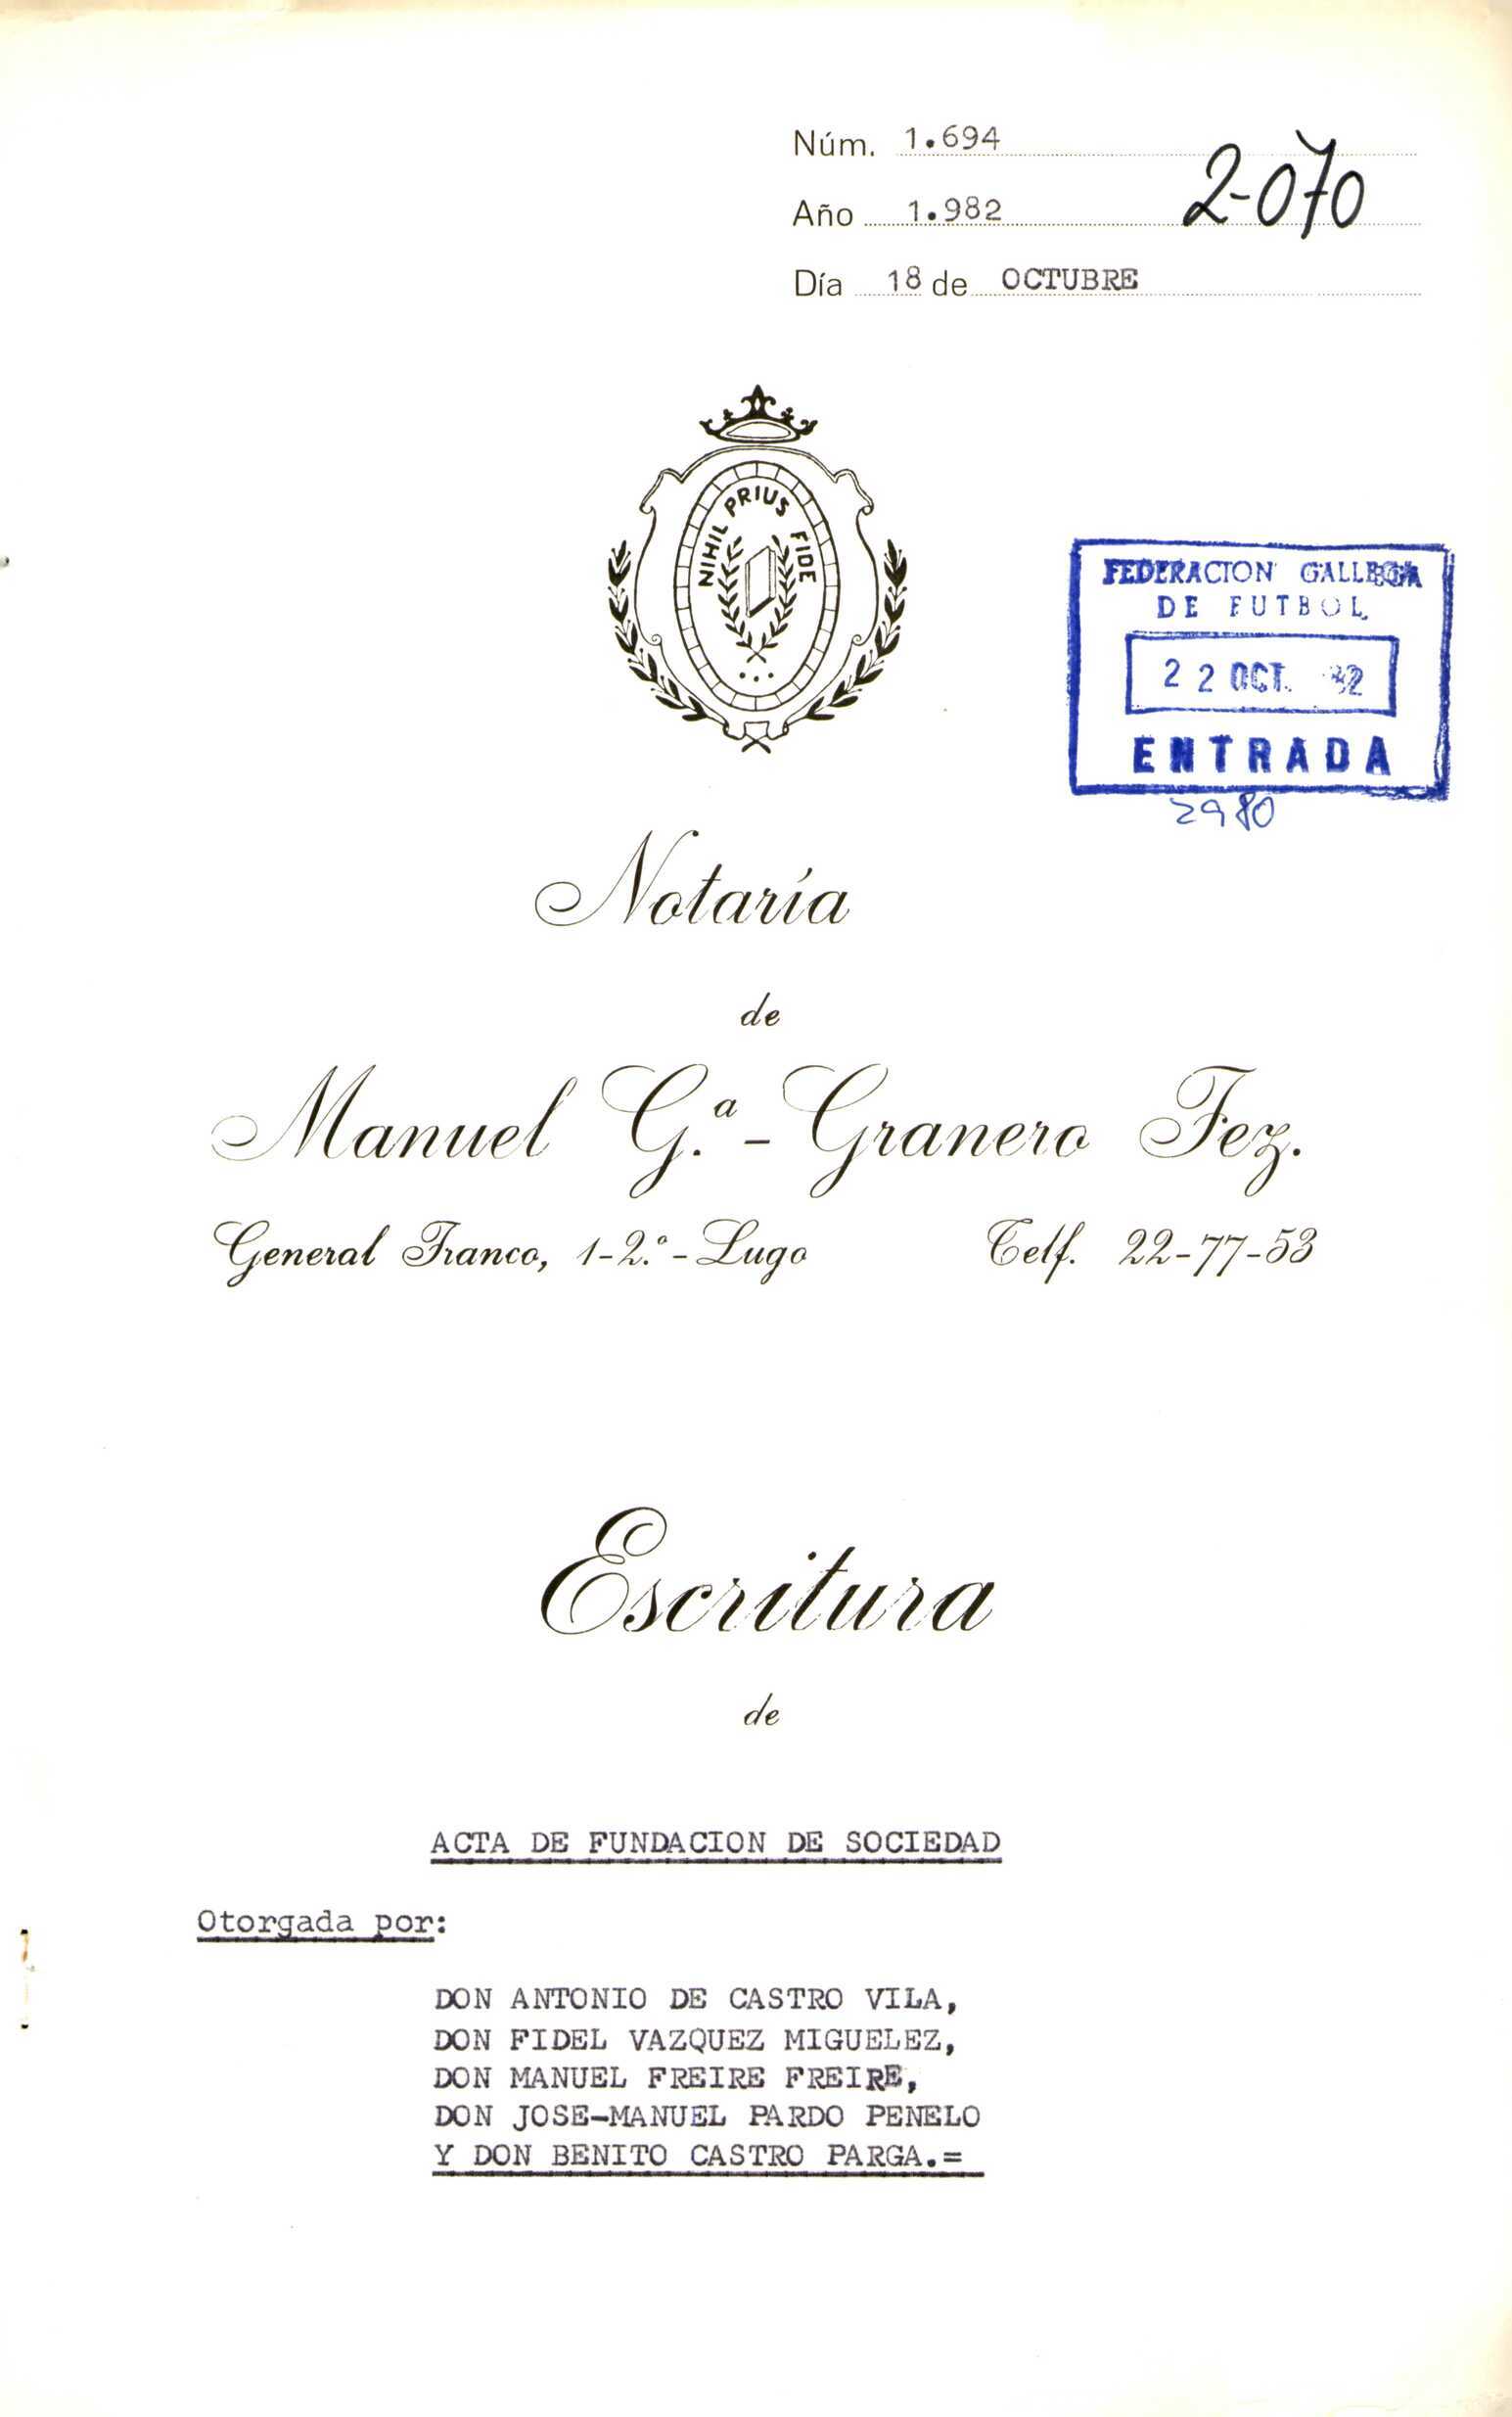 Núm. 1.694
2-070
Año 1.982
Día 18 de OCTUBRE
NIHIL PRIUS FIDE
FEDERACION GALLEGA
DE FUTBOL
22 OCT. 82
ENTRADA
2980
Notaría
de
Manuel G.ª - Granero Fez.
General Franco, 1-2.º - Lugo Telf. 22-77-53
Escritura
de
ACTA DE FUNDACION DE SOCIEDAD
Otorgada por:
DON ANTONIO DE CASTRO VILA,
DON FIDEL VAZQUEZ MIGUELEZ,
DON MANUEL FREIRE FREIRE,
DON JOSE-MANUEL PARDO PENELO
Y DON BENITO CASTRO PARGA.=